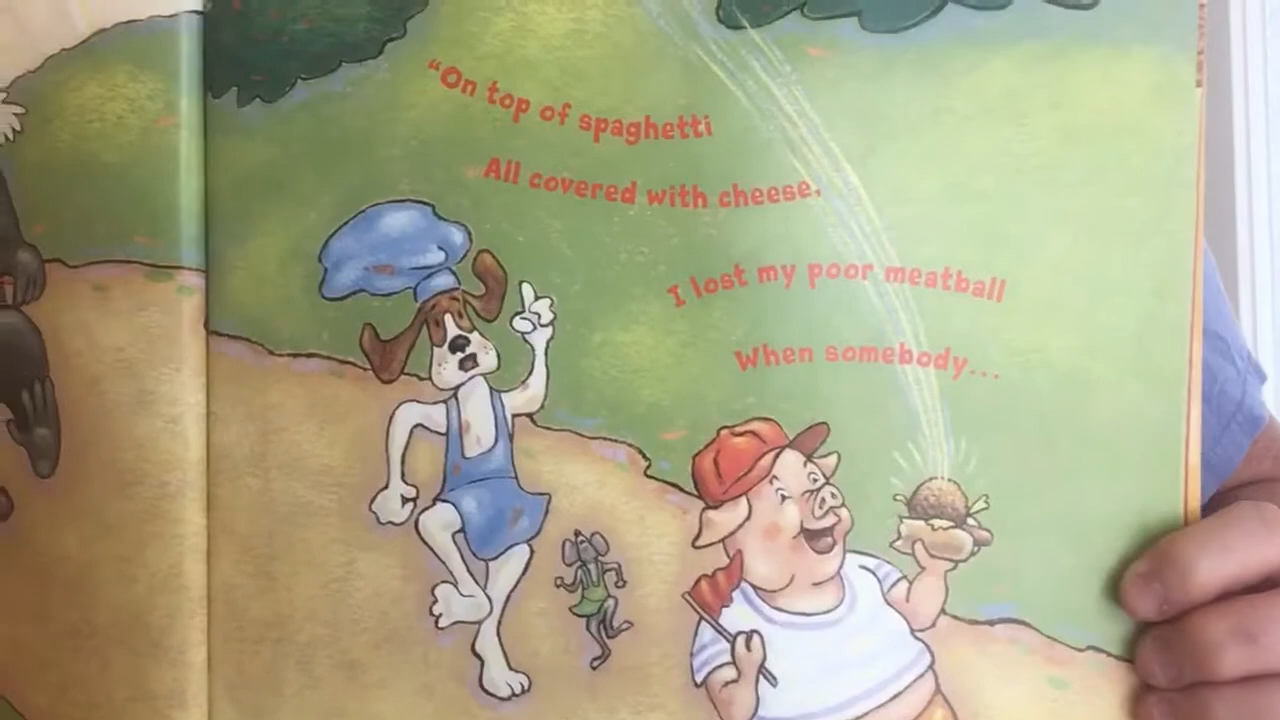 “On top of spaghetti
All covered with cheese,
I lost my poor meatball
When somebody...